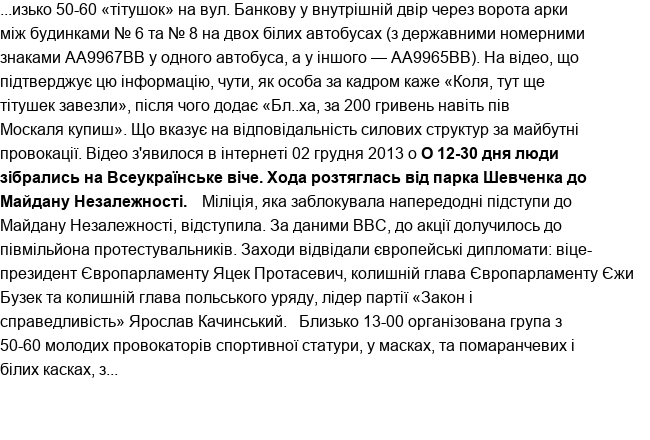 ...изько 50-60 «тітушок» на вул. Банкову у внутрішній двір через ворота арки
між будинками № 6 та № 8 на двох білих автобусах (з державними номерними
знаками АА9967ВВ у одного автобуса, а у іншого — АА9965ВВ). На відео, що
підтверджує цю інформацію, чути, як особа за кадром каже «Коля, тут ще
тітушек завезли», після чого додає «Бл..ха, за 200 гривень навіть пів
Москаля купиш». Що вказує на відповідальність силових структур за майбутні
провокації. Відео з'явилося в інтернеті 02 грудня 2013 о О 12-30 дня люди
зібрались на Всеукраїнське віче. Хода розтяглась від парка Шевченка до
Майдану Незалежності. Міліція, яка заблокувала напередодні підступи до
Майдану Незалежності, відступила. За даними ВВС, до акції долучилось до
півмільйона протестувальників. Заходи відвідали європейські дипломати: віце-
президент Європарламенту Яцек Протасевич, колишній глава Європарламенту Єжи
Бузек та колишній глава польського уряду, лідер партії «Закон і
справедливість» Ярослав Качинський. Близько 13-00 організована група з
50-60 молодих провокаторів спортивної статури, у масках, та помаранчевих і
білих касках, з...